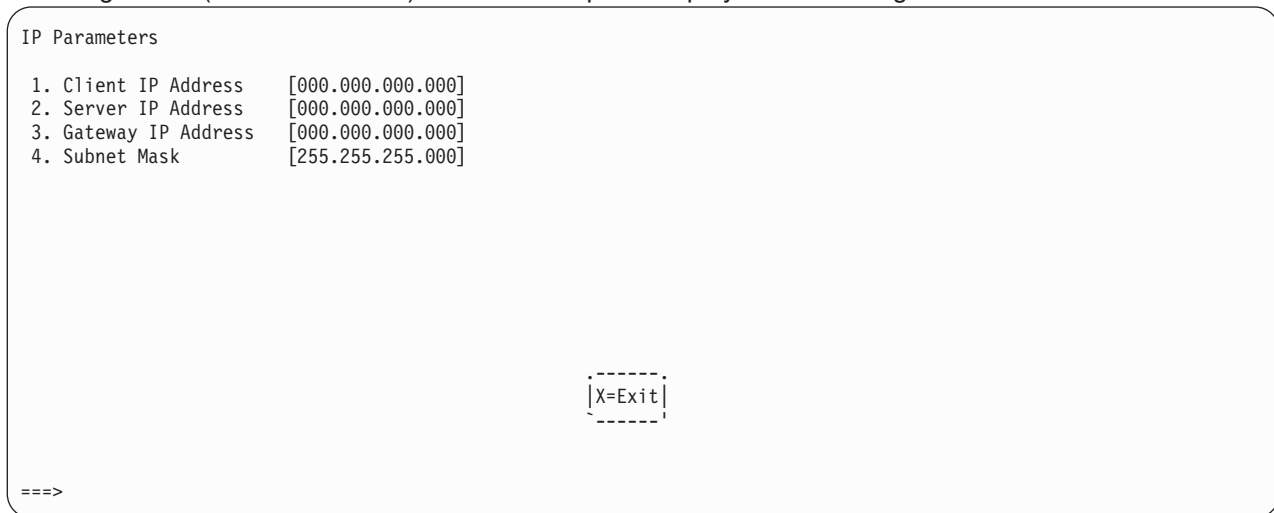 IP Parameters
1. Client IP Address [000.000.000.000]
2. Server IP Address [000.000.000.000]
3. Gateway IP Address [000.000.000.000]
4. Subnet Mask [255.255.255.000]
.------.
|X=Exit|
`------'
===>